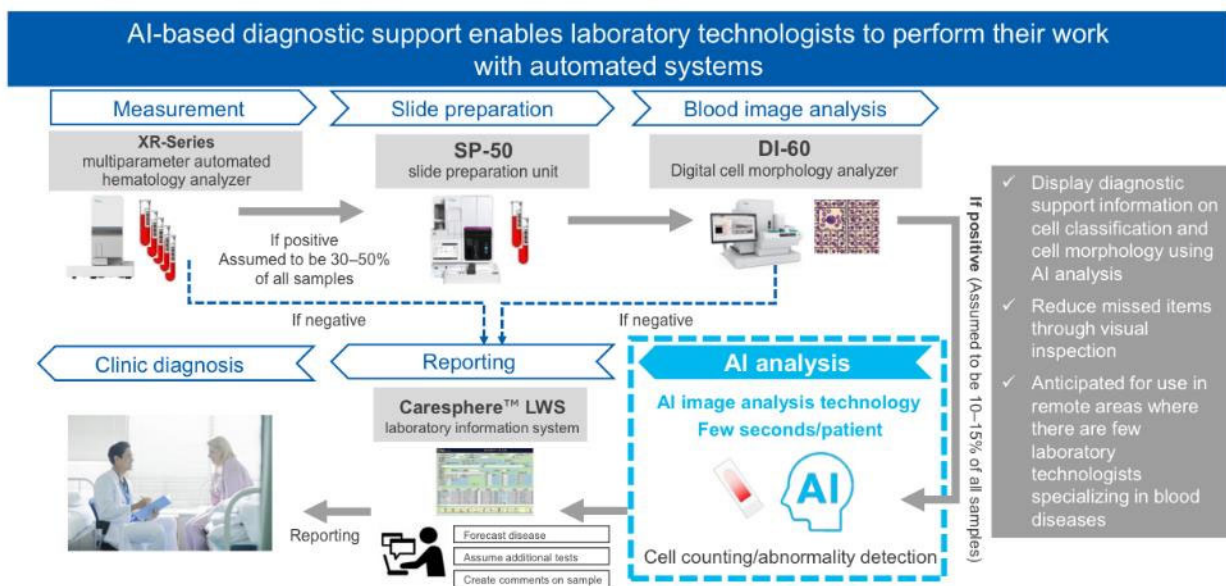 AI-based diagnostic support enables laboratory technologists to perform their work
with automated systems
Measurement
Slide preparation
Blood image analysis
XR-Series
multiparameter automated
hematology analyzer
SP-50
slide preparation unit
DI-60
Digital cell morphology analyzer
If positive
Assumed to be 30–50%
of all samples
If negative
If negative
If positive (Assumed to be 10–15% of all samples)
✓ Display diagnostic
support information on
cell classification and
cell morphology using
AI analysis
✓ Reduce missed items
through visual
inspection
✓ Anticipated for use in
remote areas where
there are few
laboratory
technologists
specializing in blood
diseases
Clinic diagnosis
Reporting
AI analysis
Caresphere™ LWS
laboratory information system
AI image analysis technology
Few seconds/patient
AI
Cell counting/abnormality detection
Reporting
Forecast disease
Assume additional tests
Create comments on sample